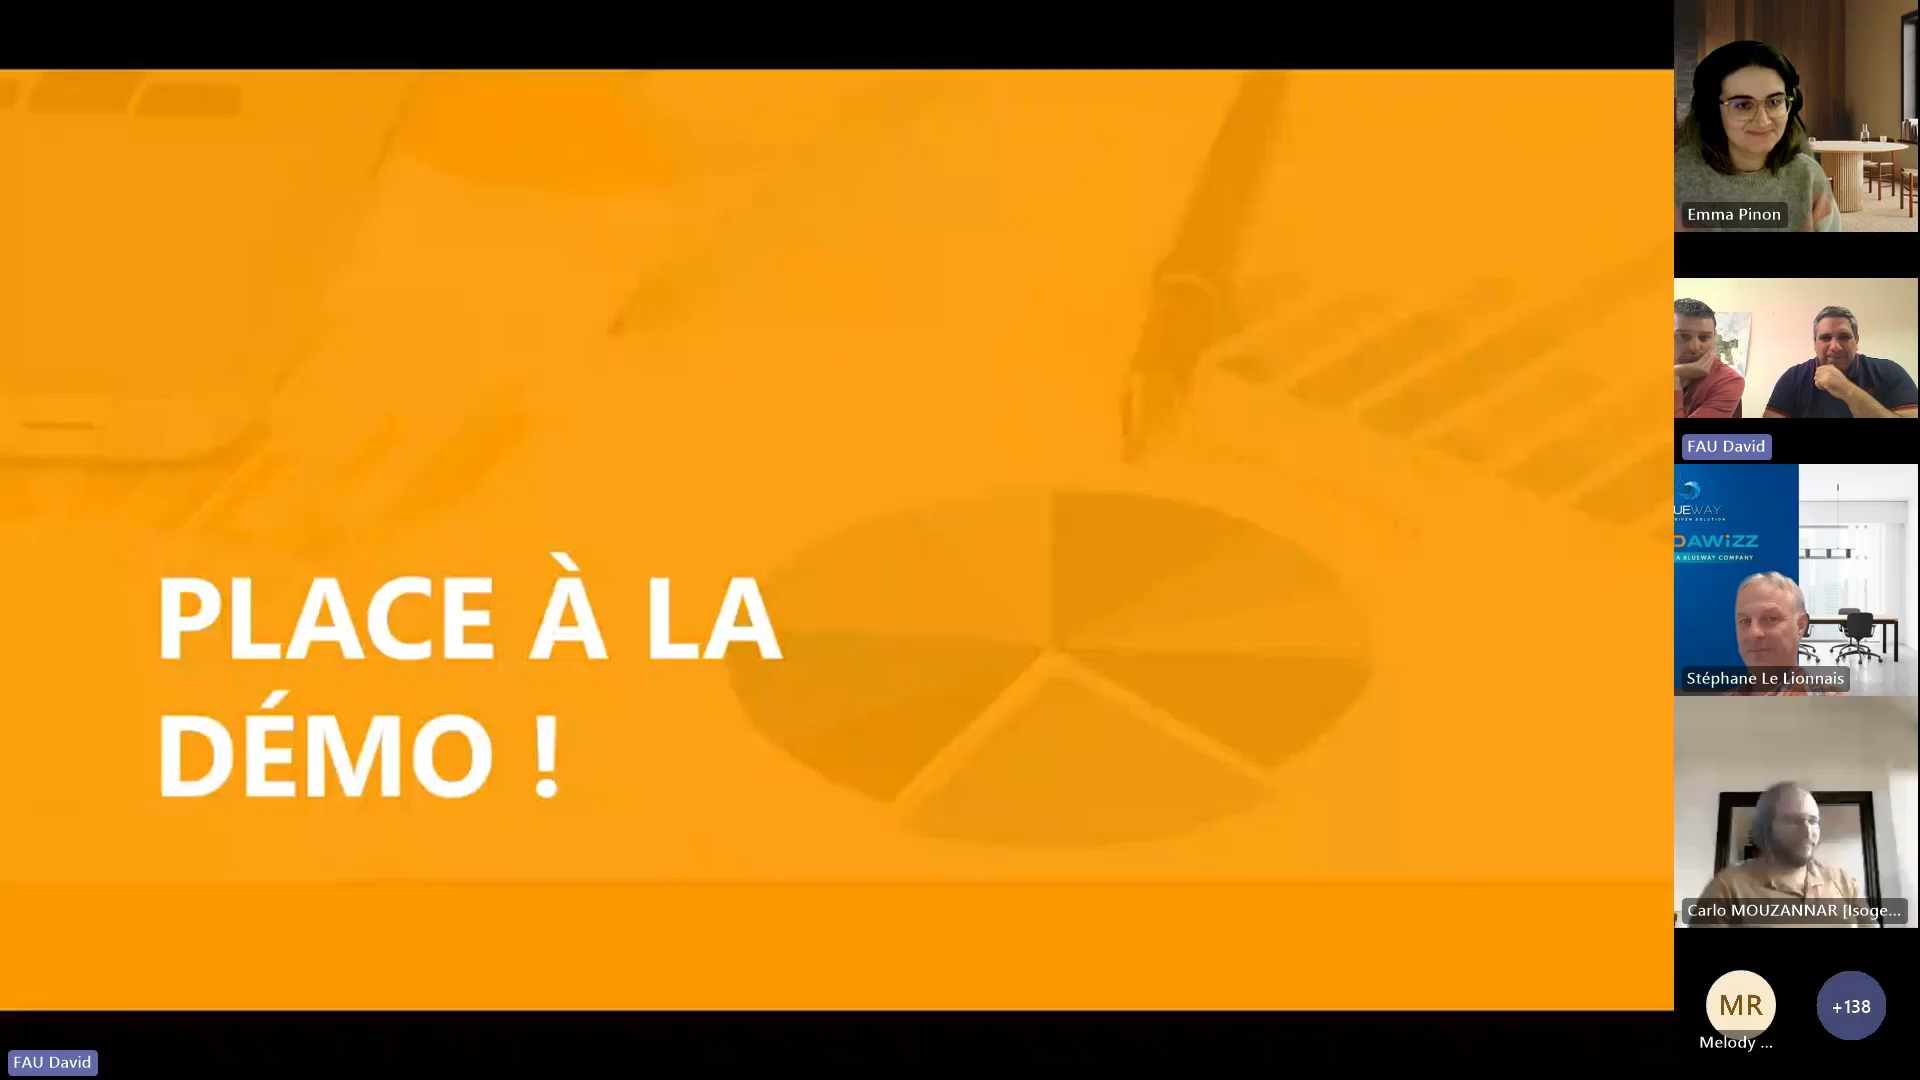 PLACE À LA
DÉMO !
FAU David
Emma Pinon
FAU David
UEWAY
DAWiZZ
A BLUEWAY COMPANY
Stéphane Le Lionnais
Carlo MOUZANNAR [Isoge...
MR
Melody ...
+138